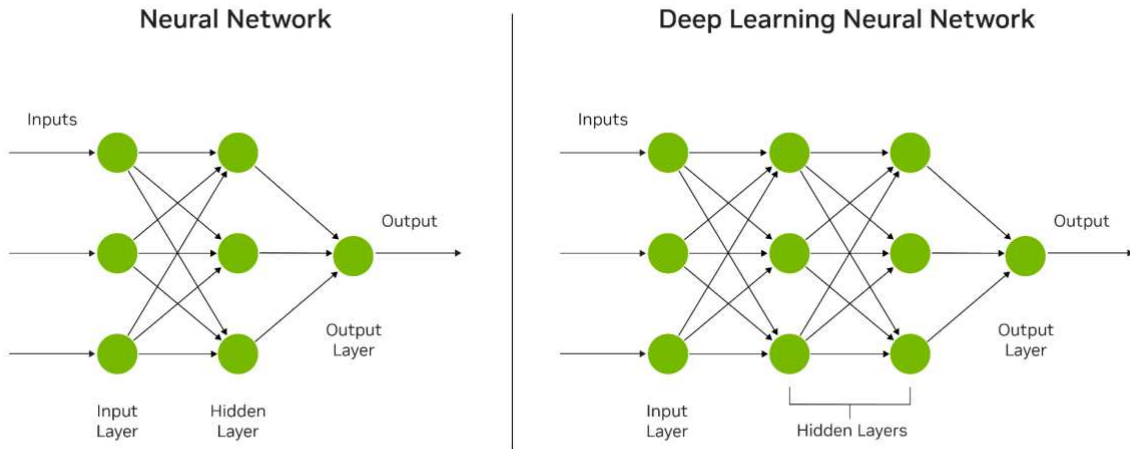 Neural Network
Inputs
Output
Output
Layer
Input
Layer
Hidden
Layer
Deep Learning Neural Network
Inputs
Output
Output
Layer
Input
Layer
Hidden Layers